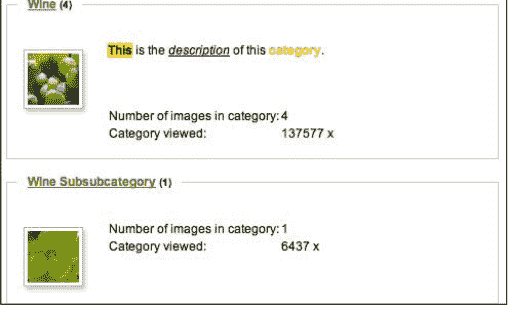 Wine (4)
This is the description of this category.
Number of images in category: 4
Category viewed: 137577 x
Wine Subsubcategory (1)
Number of images in category: 1
Category viewed: 6437 x